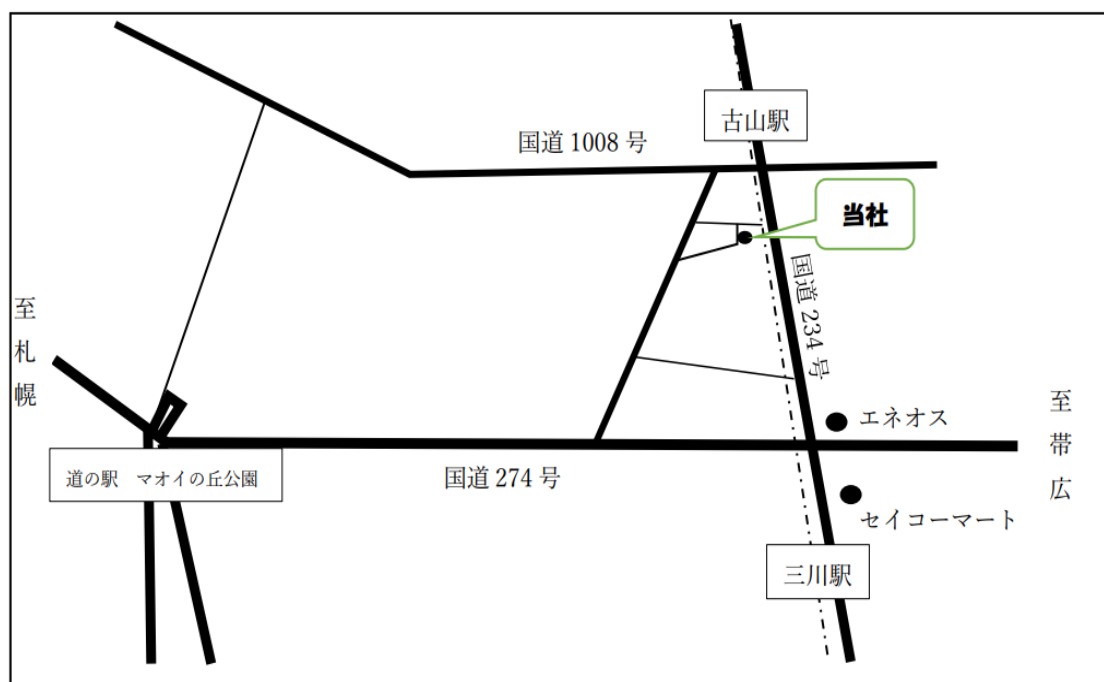 古山駅
国道 1008 号
当社
国道 234 号
至札幌
至帯広
エネオス
道の駅　マオイの丘公園
国道 274 号
セイコーマート
三川駅